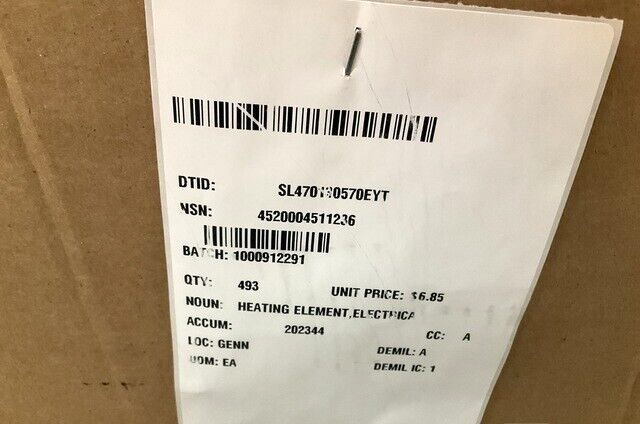 DTID:
NSN: 4520004511236
BATCH: 1000912291
QTY: 493 UNIT PRICE: $6.85
NOUN: HEATING ELEMENT,ELECTRICA
ACCUM: 202344 CC: A
LOC: GENN DEMIL: A
UOM: EA DEMIL IC: 1